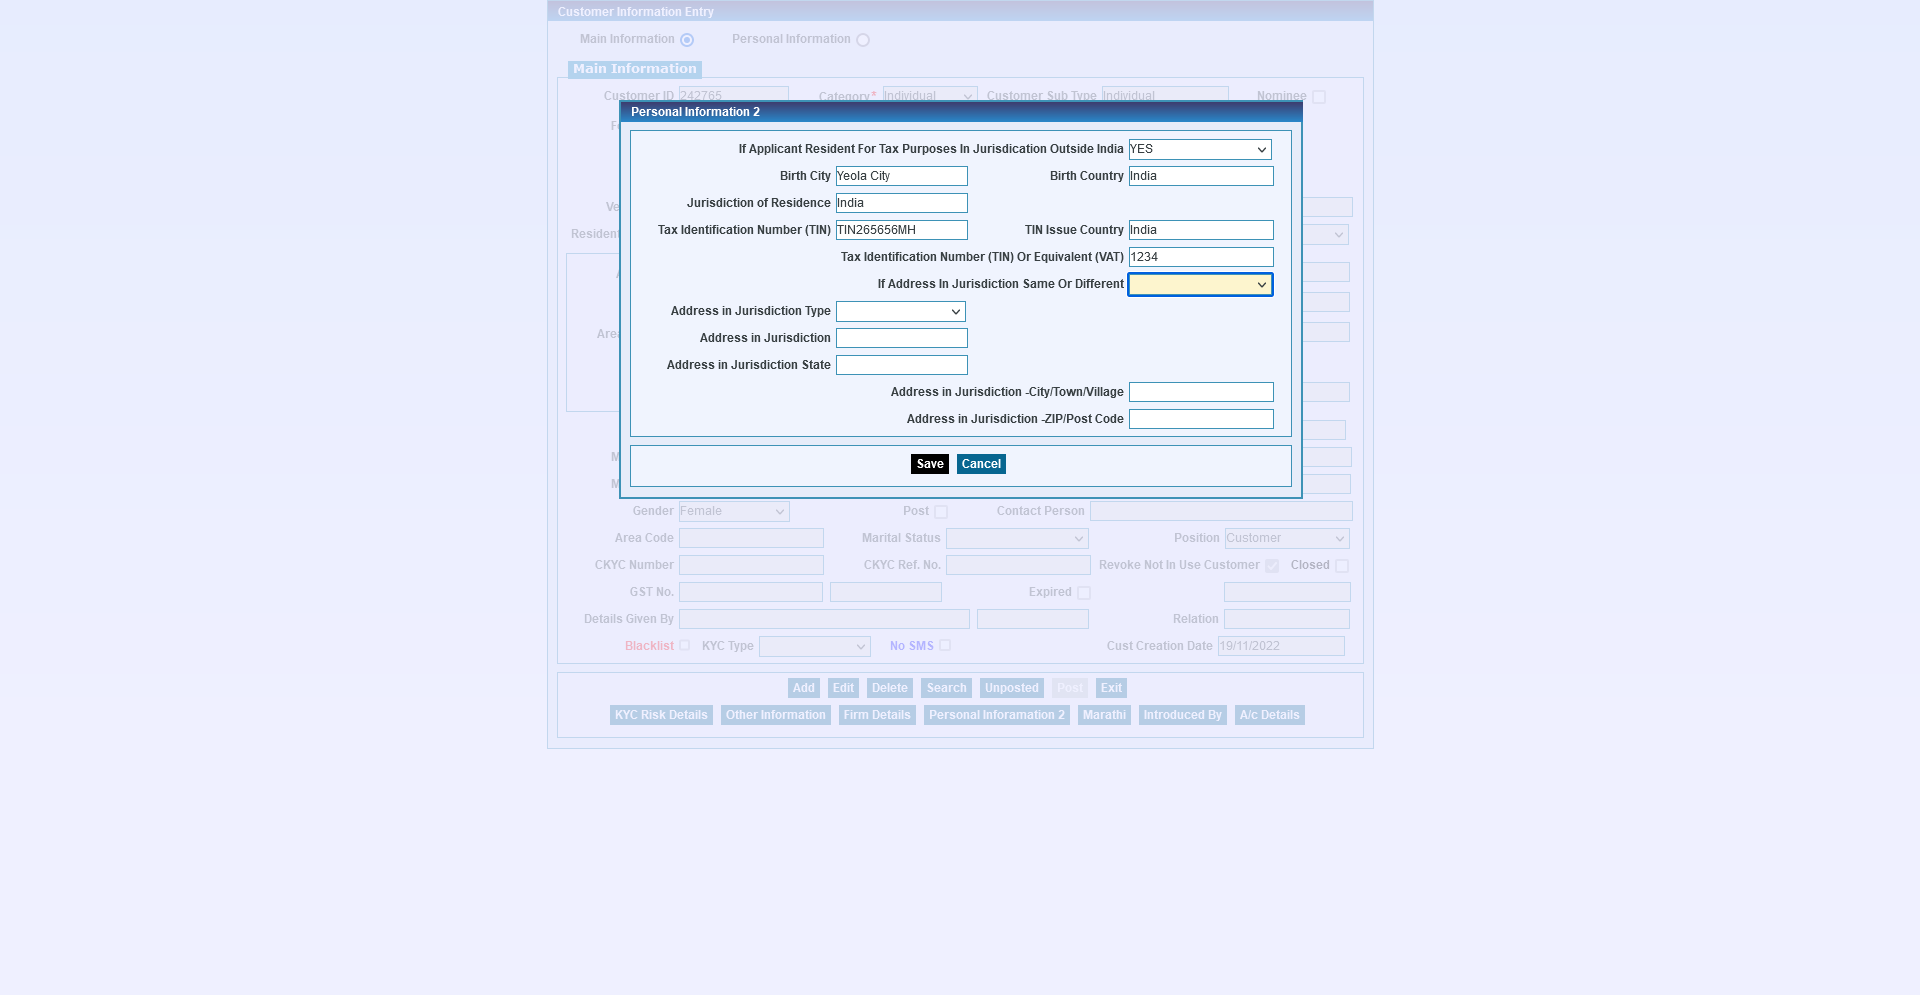 Customer Information Entry
Main Information Personal Information
Main Information
Customer ID 242765 Category* Individual Customer Sub Type Individual Nominee
Personal Information 2
If Applicant Resident For Tax Purposes In Jurisdication Outside India YES
Birth City Yeola City Birth Country India
Jurisdiction of Residence India
Tax Identification Number (TIN) TIN265656MH TIN Issue Country India
Resident
Tax Identification Number (TIN) Or Equivalent (VAT) 1234
If Address In Jurisdiction Same Or Different
Address in Jurisdiction Type
Address in Jurisdiction
Address in Jurisdiction State
Address in Jurisdiction -City/Town/Village
Address in Jurisdiction -ZIP/Post Code
Save Cancel
Gender Female Post Contact Person
Area Code Marital Status Position Customer
CKYC Number CKYC Ref. No. Revoke Not In Use Customer Closed
GST No. Expired
Details Given By Relation
Blacklist KYC Type No SMS Cust Creation Date 19/11/2022
Add Edit Delete Search Unposted Post Exit
KYC Risk Details Other Information Firm Details Personal Inforamation 2 Marathi Introduced By A/c Details